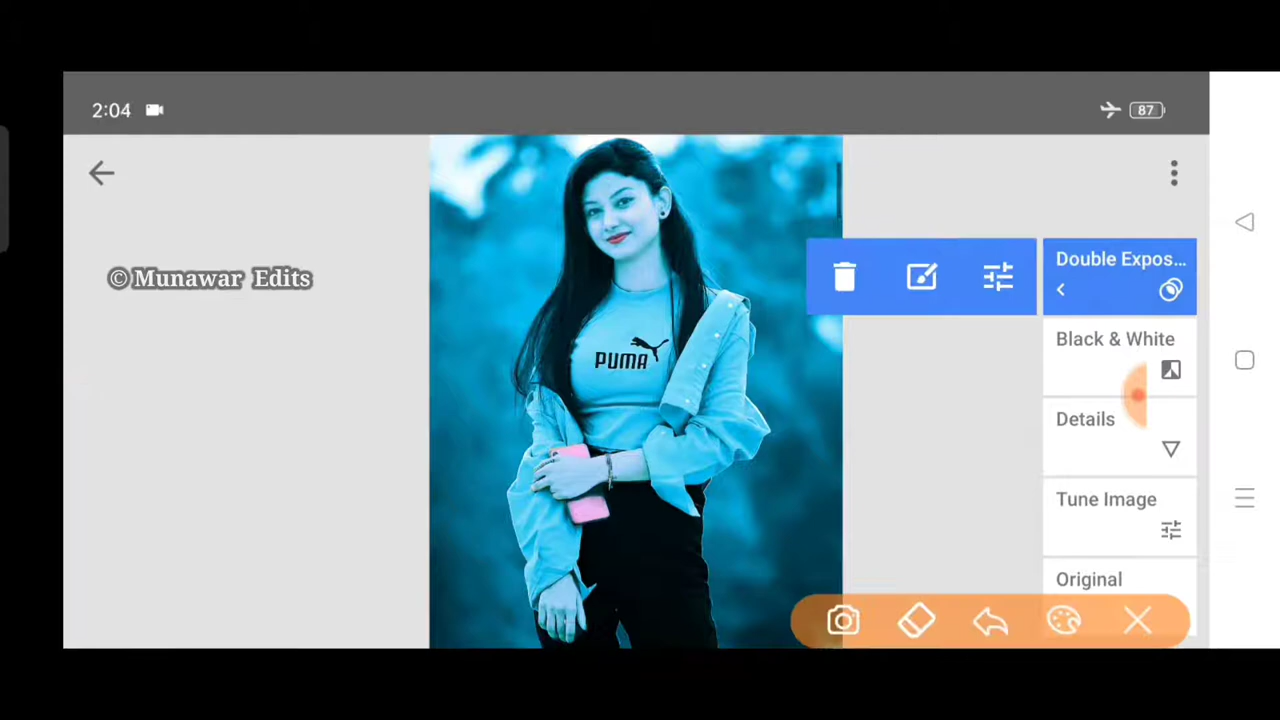 2:04
87
© Munawar Edits
Double Expos...
Black & White
Details
Tune Image
Original
PUMA